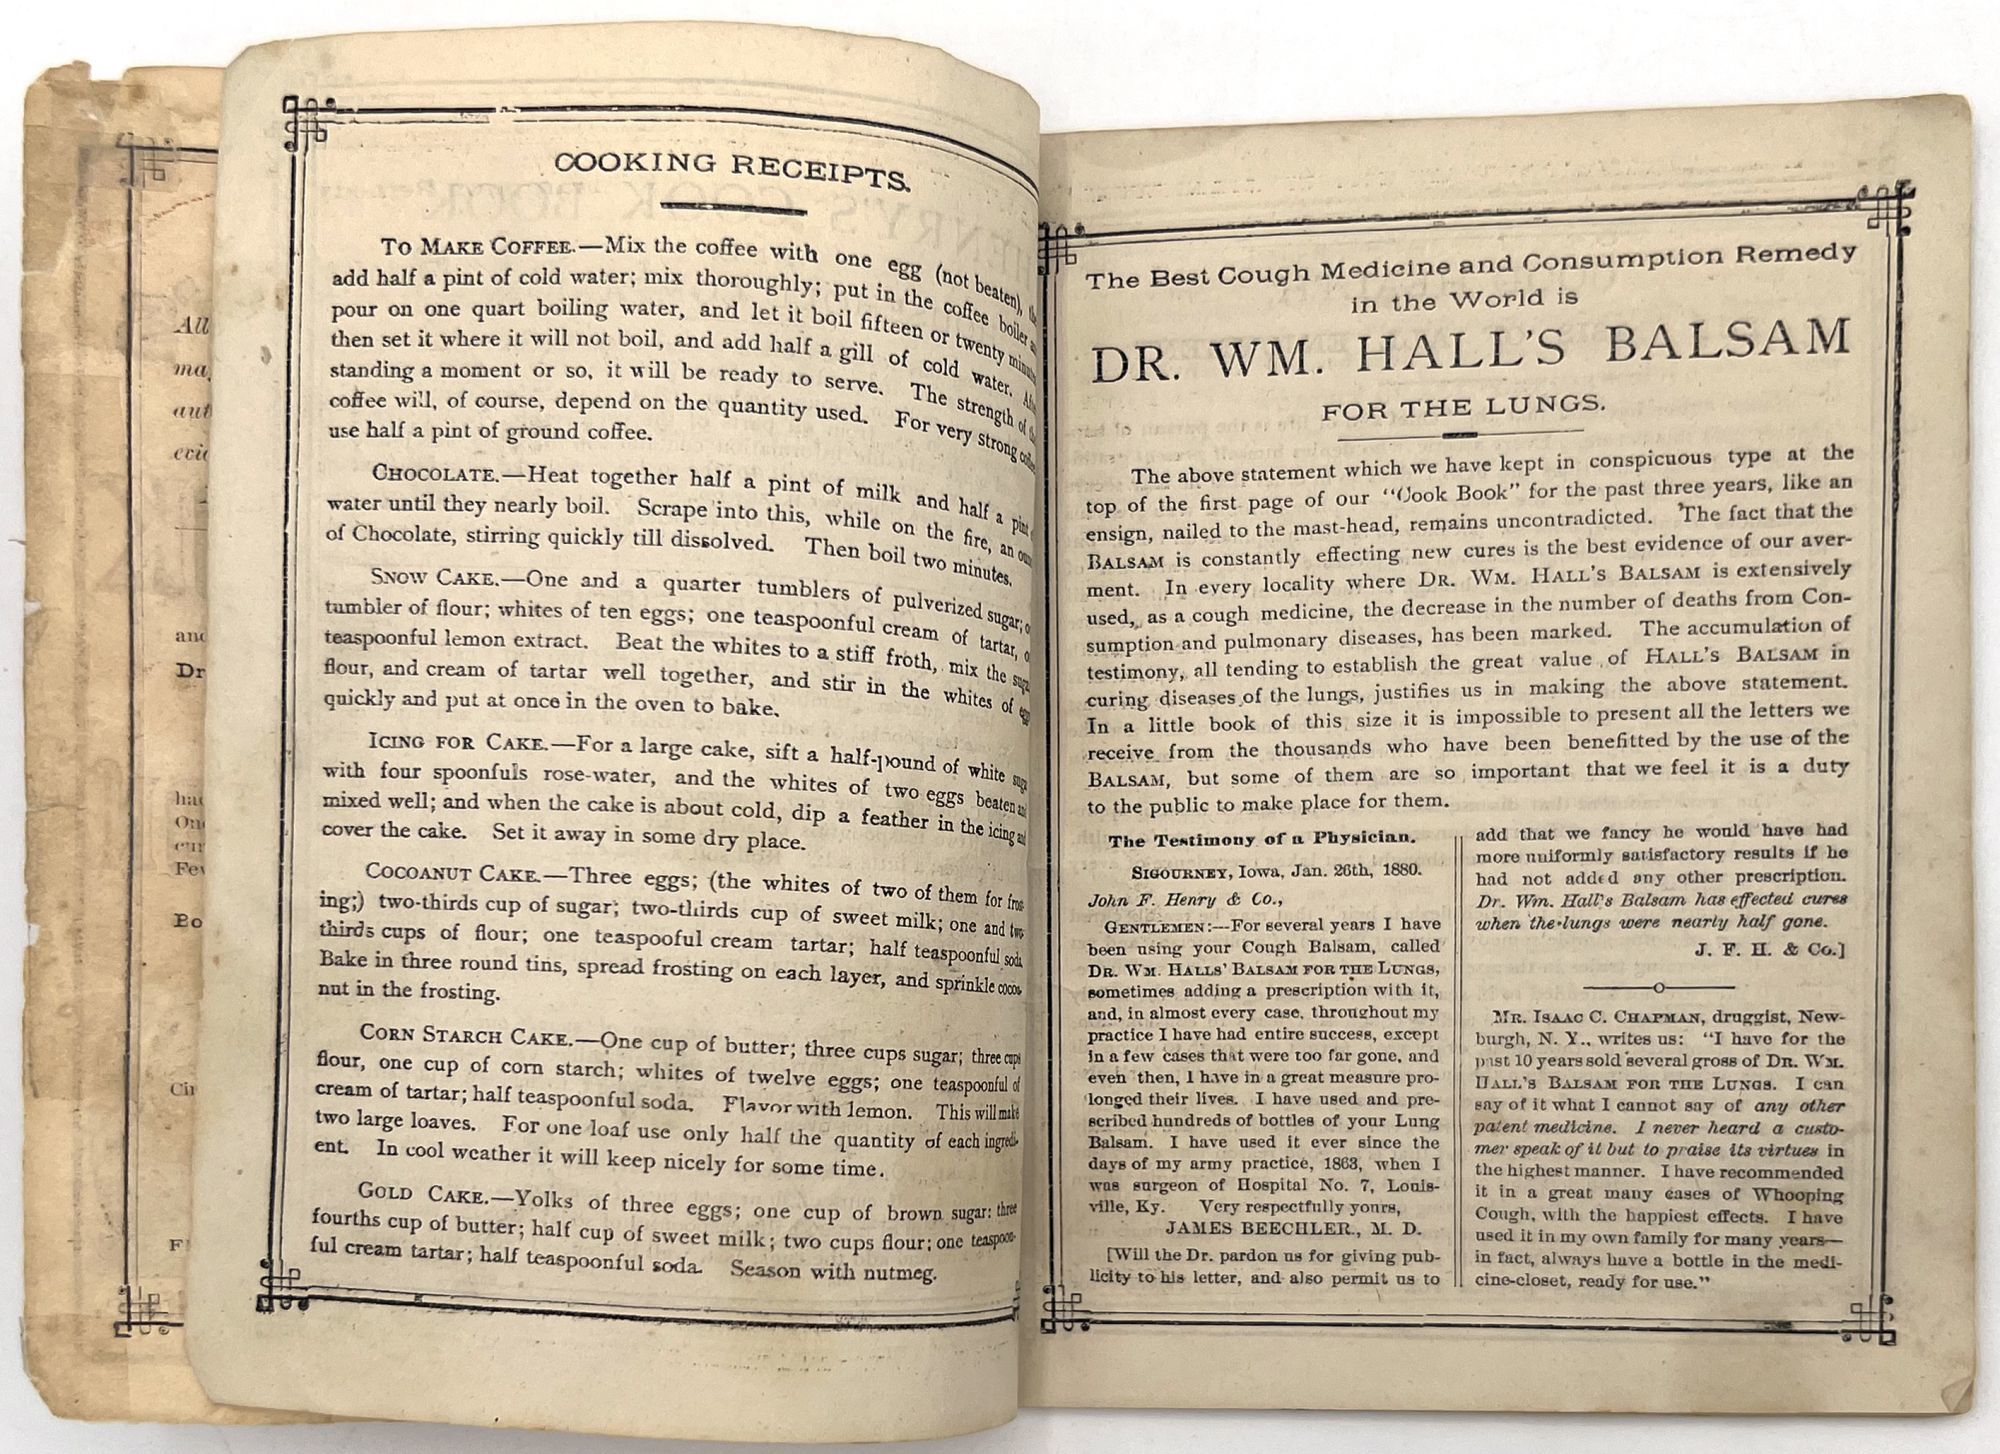 All
and
Dr
One
Few
Bo
COOKING RECEIPTS.
TO MAKE COFFEE.—Mix the coffee with one egg (not beaten),
add half a pint of cold water; mix thoroughly; put in the coffee boiler
pour on one quart boiling water, and let it boil fifteen or twenty minutes
then set it where it will not boil, and add half a gill of cold water.
standing a moment or so, it will be ready to serve. The strength of
coffee will, of course, depend on the quantity used. For very strong coffee
use half a pint of ground coffee.
CHOCOLATE.—Heat together half a pint of milk and half a pint
water until they nearly boil. Scrape into this, while on the fire, an
of Chocolate, stirring quickly till dissolved. Then boil two minutes.
SNOW CAKE.—One and a quarter tumblers of pulverized sugar;
tumbler of flour; whites of ten eggs; one teaspoonful cream of tartar,
teaspoonful lemon extract. Beat the whites to a stiff froth, mix the
flour, and cream of tartar well together, and stir in the whites of
quickly and put at once in the oven to bake.
ICING FOR CAKE.—For a large cake, sift a half-pound of white
with four spoonfuls rose-water, and the whites of two eggs beaten and
mixed well; and when the cake is about cold, dip a feather in the icing and
cover the cake. Set it away in some dry place.
COCOANUT CAKE.—Three eggs; (the whites of two of them for fros-
ing;) two-thirds cup of sugar; two-thirds cup of sweet milk; one and two-
thirds cups of flour; one teaspooful cream tartar; half teaspoonful soda.
Bake in three round tins, spread frosting on each layer, and sprinkle cocoa-
nut in the frosting.
CORN STARCH CAKE.—One cup of butter; three cups sugar; three cups
flour, one cup of corn starch; whites of twelve eggs; one teaspoonful of
cream of tartar; half teaspoonful soda. Flavor with lemon. This will make
two large loaves. For one loaf use only half the quantity of each ingredi-
ent. In cool weather it will keep nicely for some time.
GOLD CAKE.—Yolks of three eggs; one cup of brown sugar: three
fourths cup of butter; half cup of sweet milk; two cups flour; one teaspoon-
ful cream tartar; half teaspoonful soda. Season with nutmeg.
The Best Cough Medicine and Consumption Remedy
in the World is
DR. WM. HALL'S BALSAM
FOR THE LUNGS.
The above statement which we have kept in conspicuous type at the
top of the first page of our "Cook Book" for the past three years, like an
ensign, nailed to the mast-head, remains uncontradicted. The fact that the
BALSAM is constantly effecting new cures is the best evidence of our aver-
ment. In every locality where DR. WM. HALL'S BALSAM is extensively
used, as a cough medicine, the decrease in the number of deaths from Con-
sumption and pulmonary diseases, has been marked. The accumulation of
testimony, all tending to establish the great value of HALL'S BALSAM in
curing diseases of the lungs, justifies us in making the above statement.
In a little book of this size it is impossible to present all the letters we
receive from the thousands who have been benefitted by the use of the
BALSAM, but some of them are so important that we feel it is a duty
to the public to make place for them.
The Testimony of a Physician.
SIGOURNEY, Iowa, Jan. 26th, 1880.
John F. Henry & Co.,
GENTLEMEN:—For several years I have
been using your Cough Balsam, called
DR. WM. HALLS' BALSAM FOR THE LUNGS,
sometimes adding a prescription with it,
and, in almost every case, throughout my
practice I have had entire success, except
in a few cases that were too far gone, and
even then, I have in a great measure pro-
longed their lives. I have used and pre-
scribed hundreds of bottles of your Lung
Balsam. I have used it ever since the
days of my army practice, 1863, when I
was surgeon of Hospital No. 7, Louis-
ville, Ky. Very respectfully yours,
JAMES BEECHLER., M. D.
[Will the Dr. pardon us for giving pub-
licity to his letter, and also permit us to
add that we fancy he would have had
more uniformly satisfactory results if he
had not added any other prescription.
Dr. Wm. Hall's Balsam has effected cures
when the lungs were nearly half gone.
J. F. H. & Co.]
MR. ISAAC C. CHAPMAN, druggist, New-
burgh, N. Y., writes us: "I have for the
past 10 years sold several gross of DR. WM.
HALL'S BALSAM FOR THE LUNGS. I can
say of it what I cannot say of any other
patent medicine. I never heard a custo-
mer speak of it but to praise its virtues in
the highest manner. I have recommended
it in a great many cases of Whooping
Cough, with the happiest effects. I have
used it in my own family for many years—
in fact, always have a bottle in the medi-
cine-closet, ready for use."